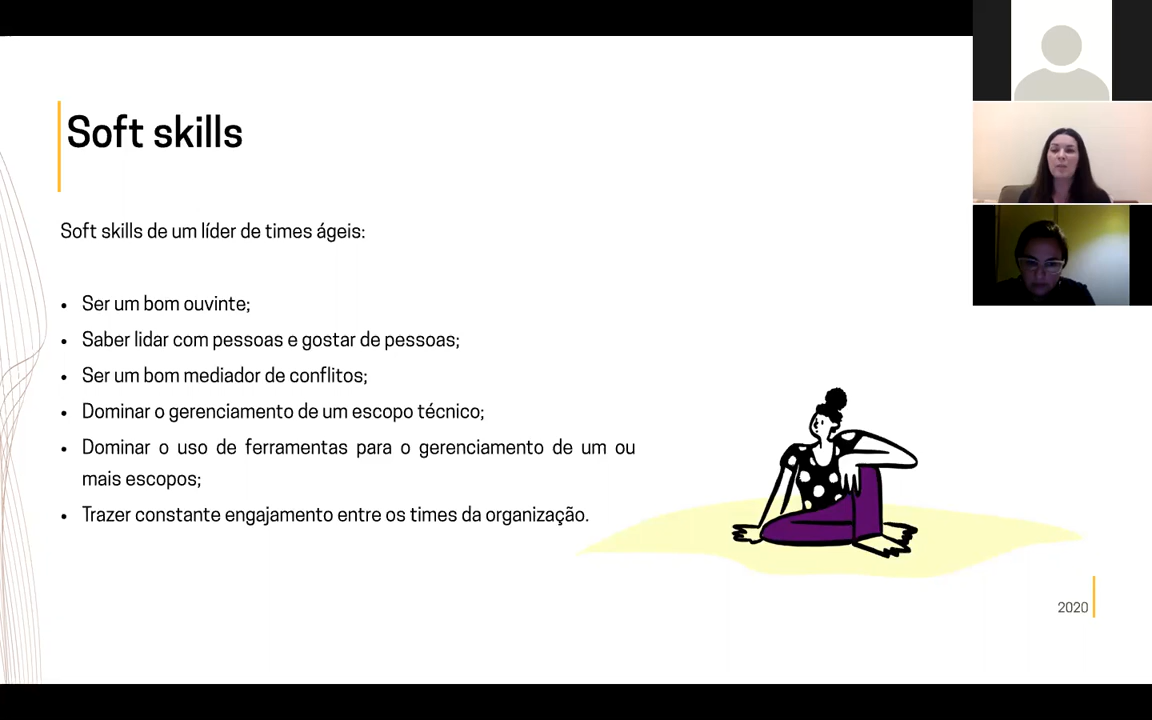 Soft skills
Soft skills de um líder de times ágeis:
• Ser um bom ouvinte;
• Saber lidar com pessoas e gostar de pessoas;
• Ser um bom mediador de conflitos;
• Dominar o gerenciamento de um escopo técnico;
• Dominar o uso de ferramentas para o gerenciamento de um ou
mais escopos;
• Trazer constante engajamento entre os times da organização.
2020